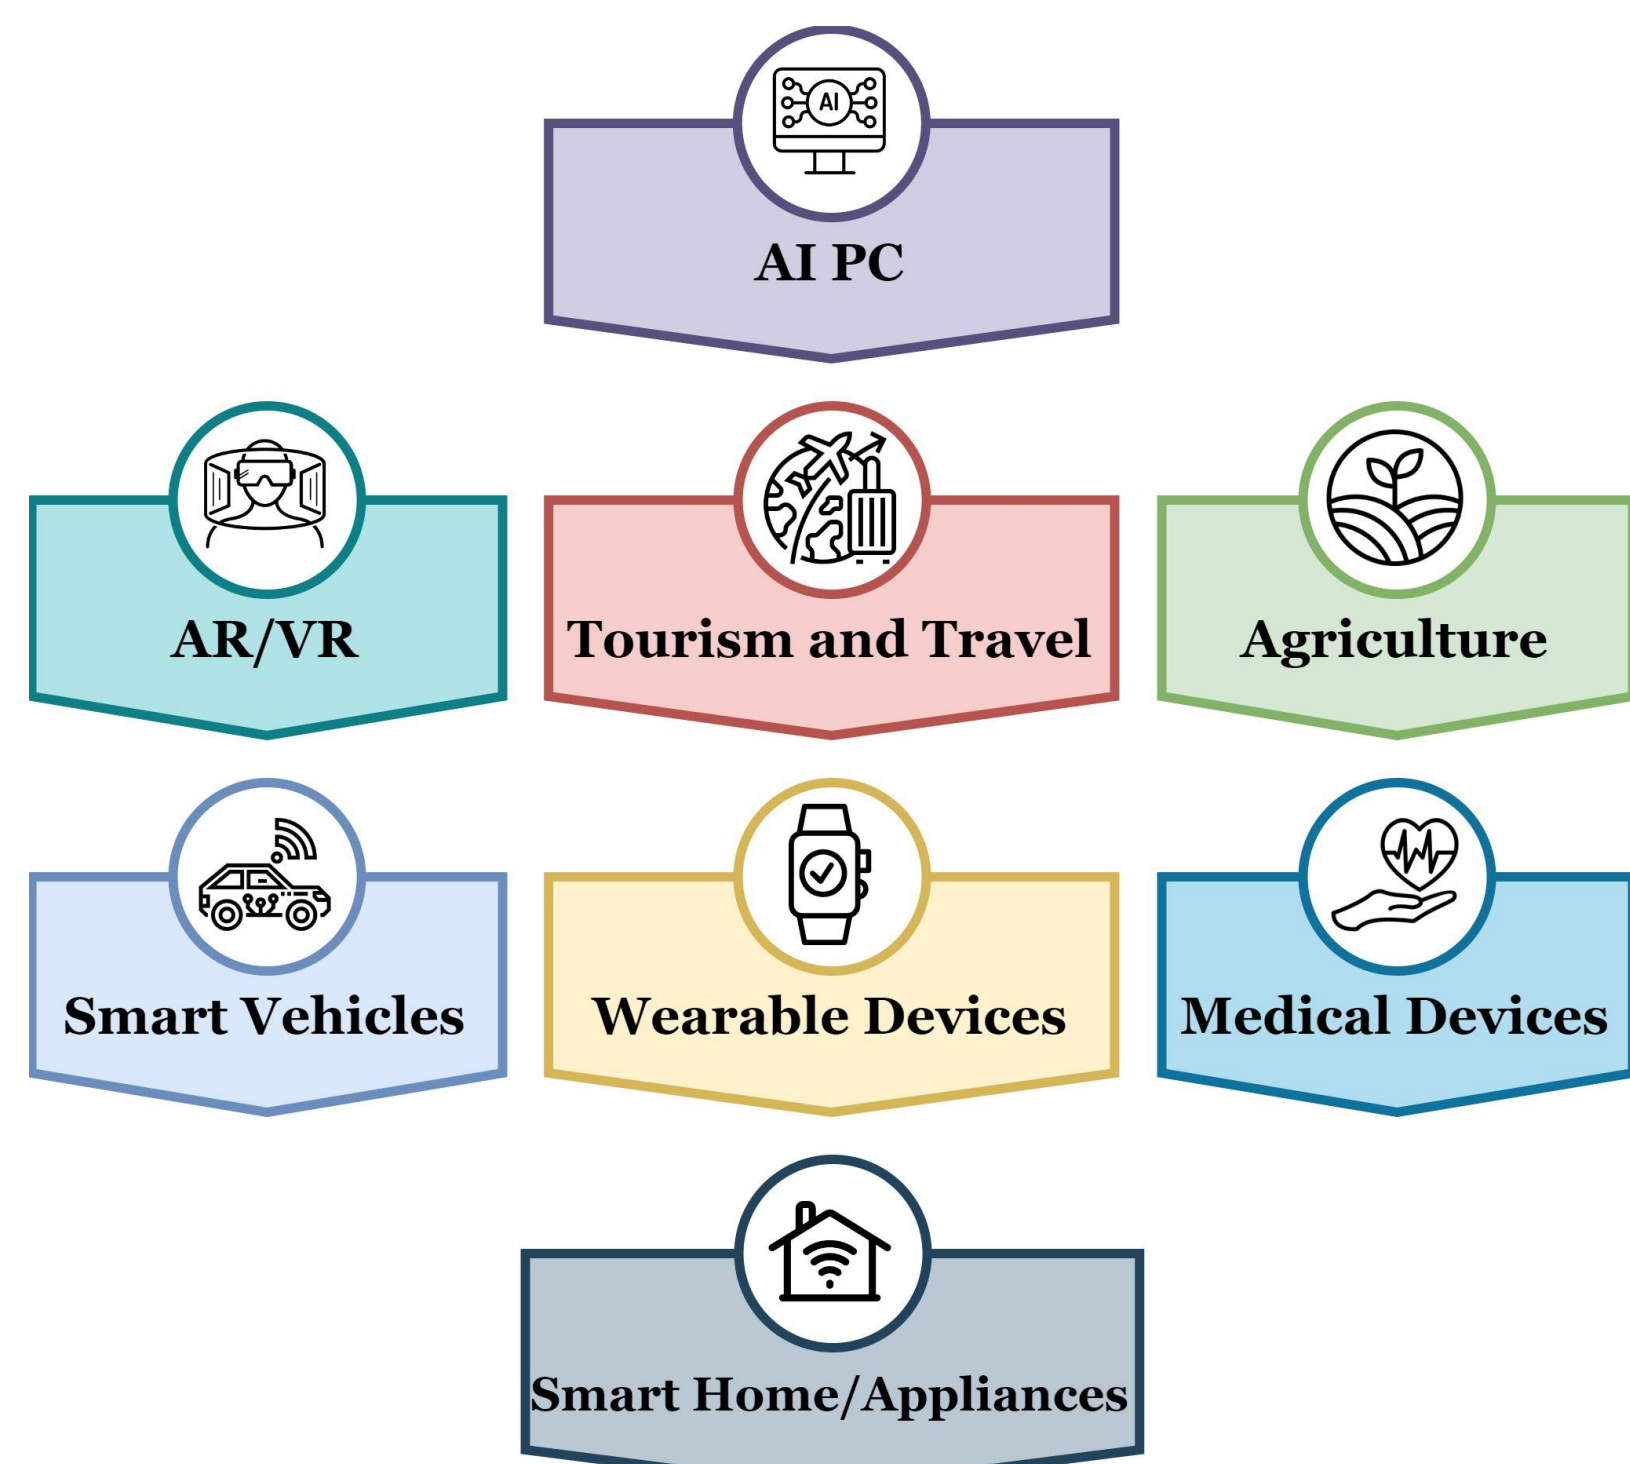 AI
AI PC
AR/VR
Tourism and Travel
Agriculture
Smart Vehicles
Wearable Devices
Medical Devices
Smart Home/Appliances